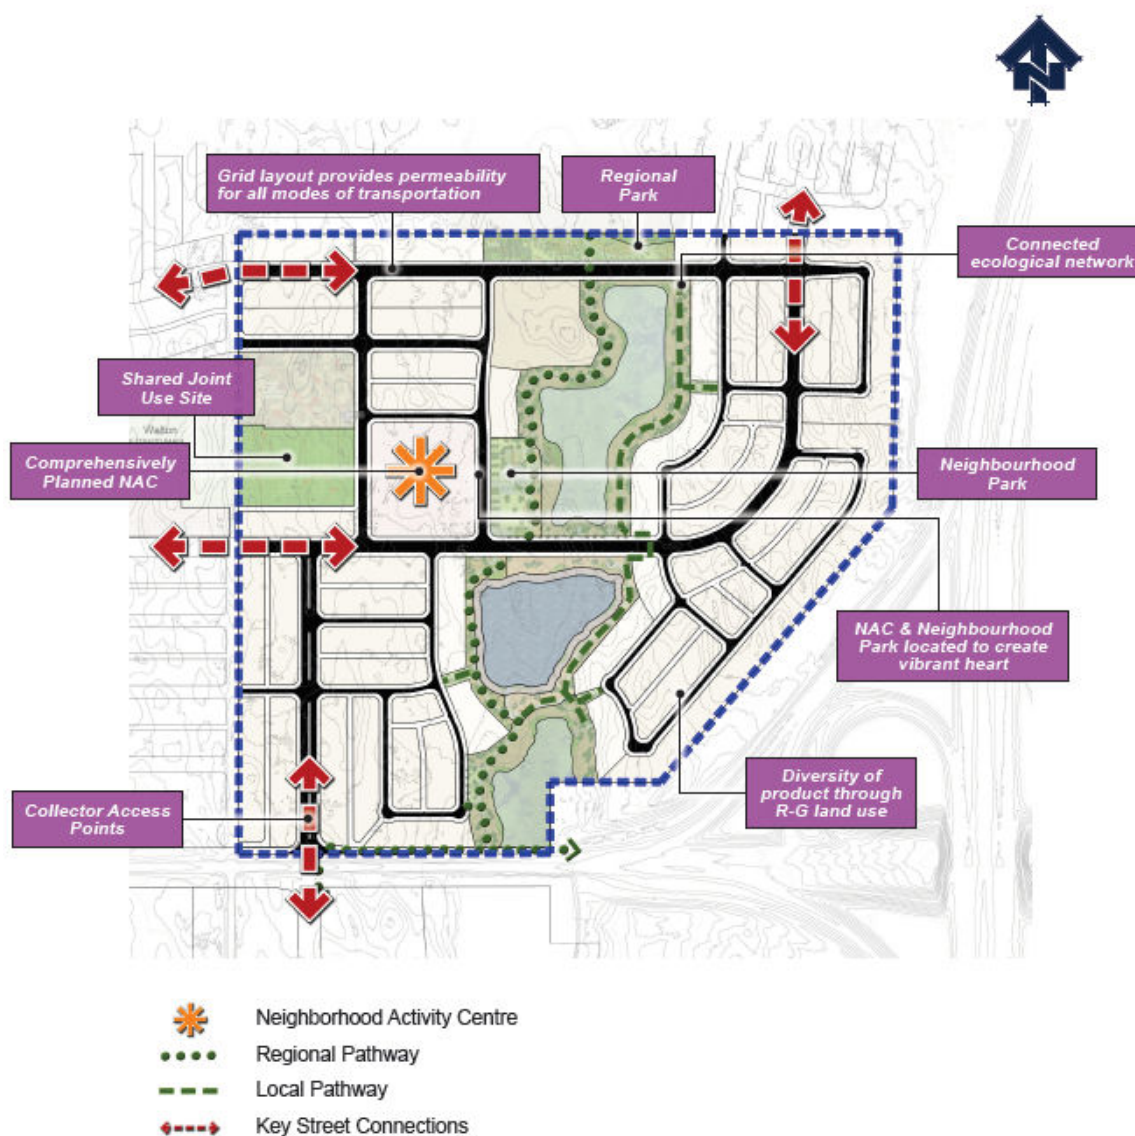 N
Grid layout provides permeability
for all modes of transportation
Regional
Park
Connected
ecological network
Shared Joint
Use Site
Walton
Comprehensively
Planned NAC
Neighbourhood
Park
NAC & Neighbourhood
Park located to create
vibrant heart
Diversity of
product through
R-G land use
Collector Access
Points
Neighborhood Activity Centre
Regional Pathway
Local Pathway
Key Street Connections